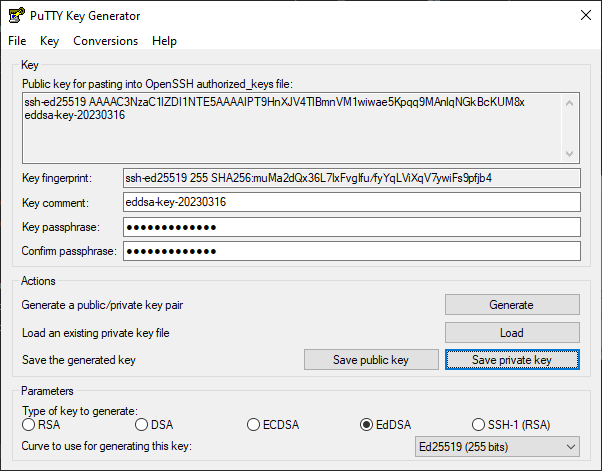 PuTTY Key Generator
File Key Conversions Help
Key
Public key for pasting into OpenSSH authorized_keys file:
ssh-ed25519 AAAAC3NzaC1lZDI1NTE5AAAAIPT9HnXJV4TlBmnVM1wiwae5Kpqq9MAnlqNGkBcKUM8x
eddsa-key-20230316
Key fingerprint: ssh-ed25519 255 SHA256:muMa2dQx36L7lxFvglfu/fyYqLViXqV7ywiFs9pfjb4
Key comment: eddsa-key-20230316
Key passphrase: ●●●●●●●●●●●●●
Confirm passphrase: ●●●●●●●●●●●●●
Actions
Generate a public/private key pair Generate
Load an existing private key file Load
Save the generated key Save public key Save private key
Parameters
Type of key to generate:
RSA DSA ECDSA EdDSA SSH-1 (RSA)
Curve to use for generating this key: Ed25519 (255 bits)